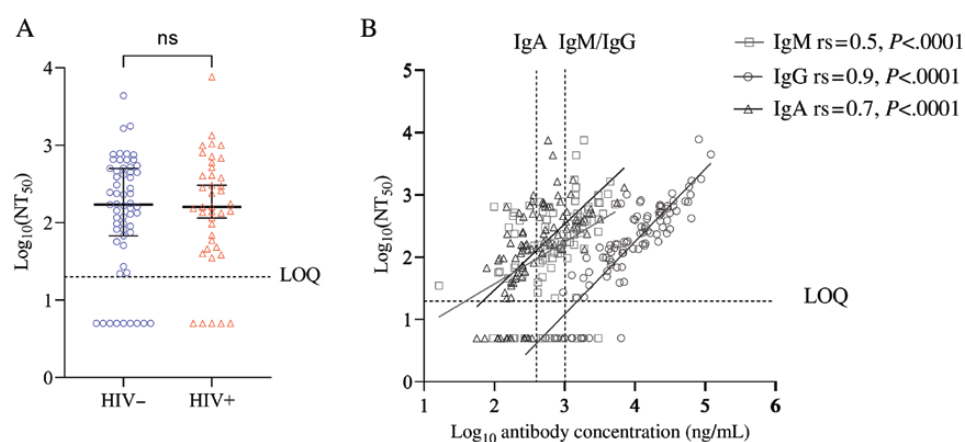 A
ns
4
3
2
1
0
Log10(NT50)
LOQ
HIV−
HIV+
B
IgA
IgM/IgG
IgM rs=0.5, P<.0001
IgG rs=0.9, P<.0001
IgA rs=0.7, P<.0001
5
4
3
2
1
0
Log10(NT50)
LOQ
1 2 3 4 5 6
Log10 antibody concentration (ng/mL)